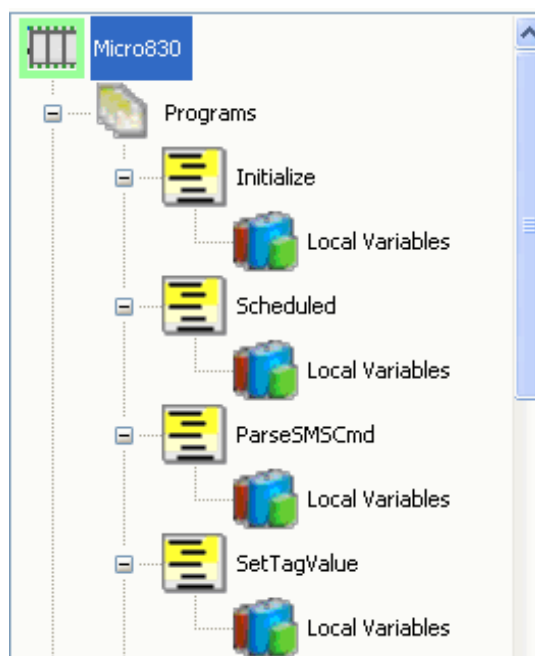 Micro830
Programs
Initialize
Local Variables
Scheduled
Local Variables
ParseSMSCmd
Local Variables
SetTagValue
Local Variables